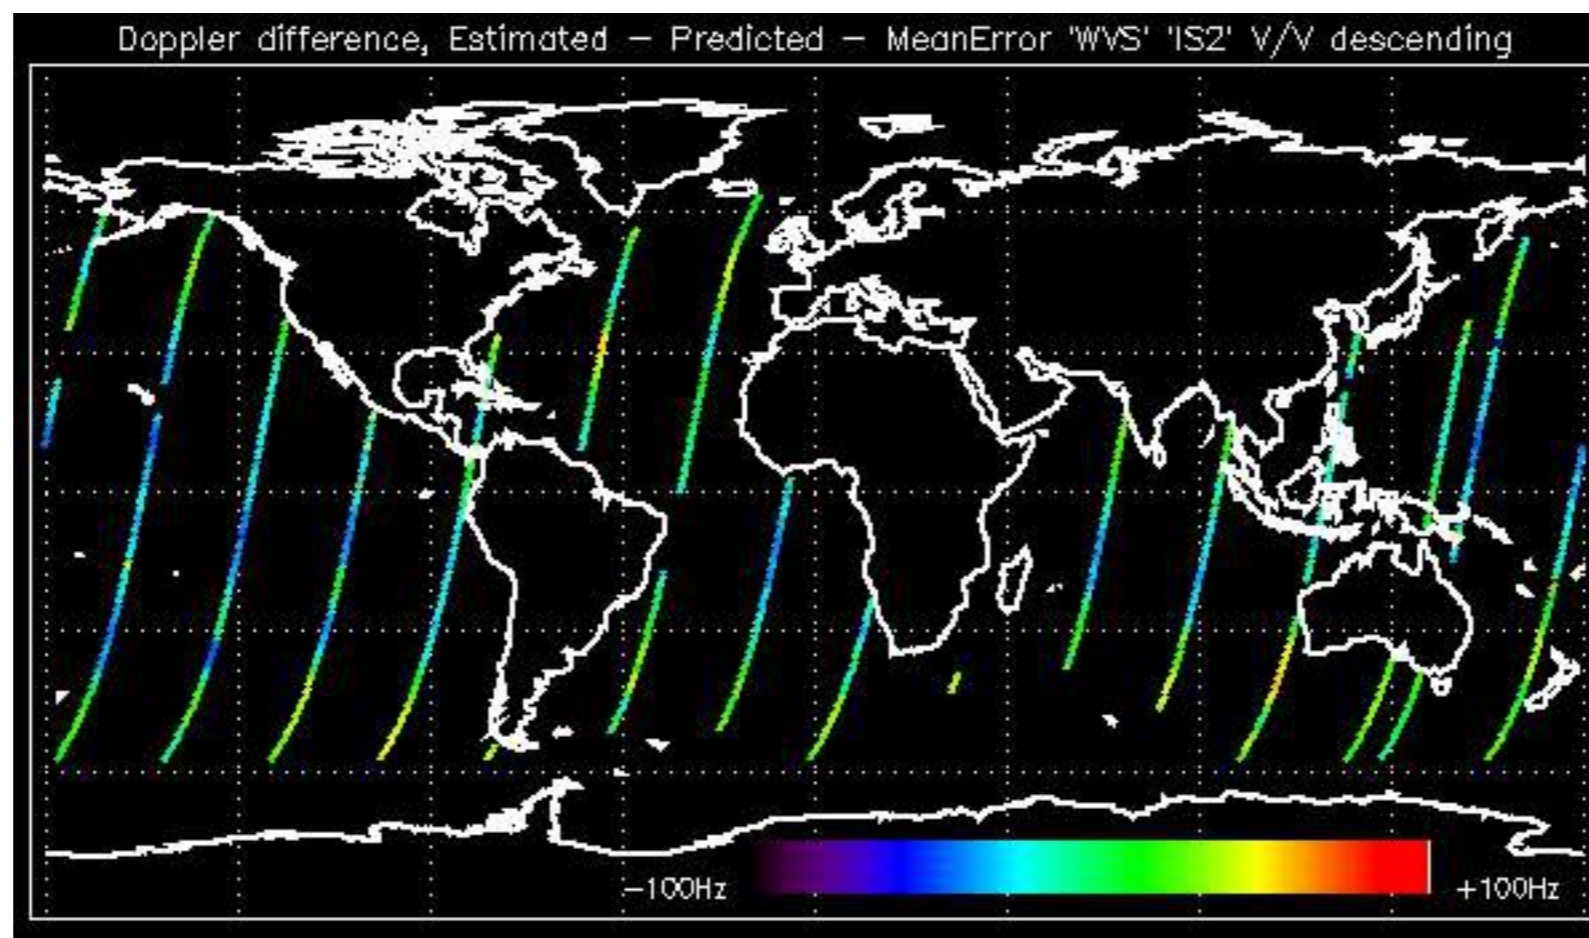 Doppler difference, Estimated — Predicted — MeanError 'WVS' 'IS2' V/V descending
—100Hz +100Hz